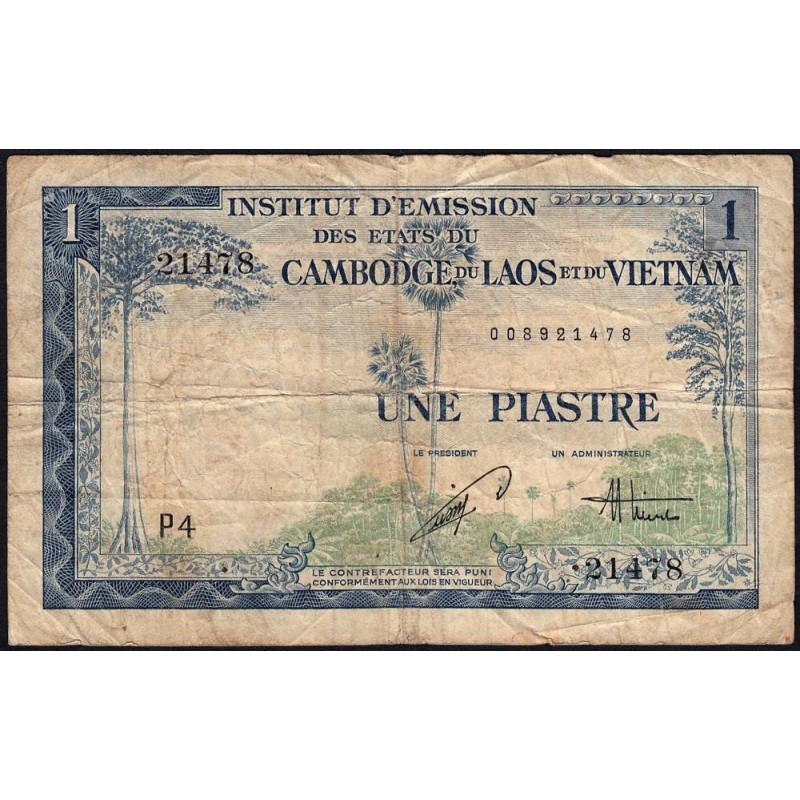 1
INSTITUT D'EMISSION
1
DES ETATS DU
21478
CAMBODGE, DU LAOS ET DU VIETNAM
008921478
UNE PIASTRE
LE PRESIDENT UN ADMINISTRATEUR
P4
LE CONTREFACTEUR SERA PUNI
CONFORMÉMENT AUX LOIS EN VIGUEUR
21478